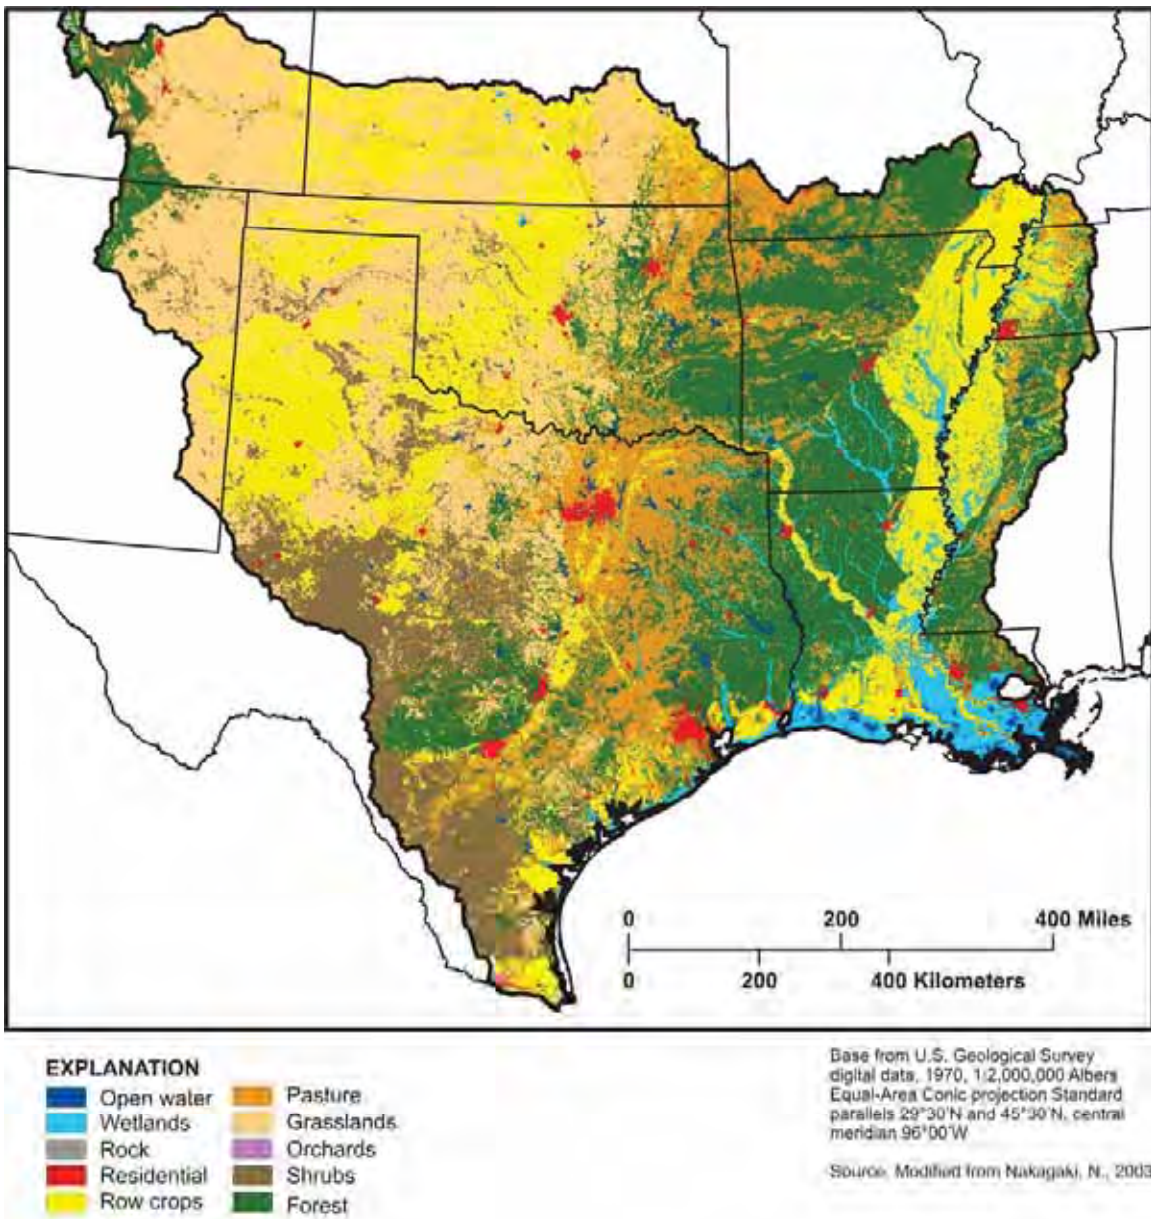 0 200 400 Miles
0 200 400 Kilometers
EXPLANATION
Open water
Wetlands
Rock
Residential
Row crops
Pasture
Grasslands
Orchards
Shrubs
Forest
Base from U.S. Geological Survey
digital data, 1970, 1:2,000,000 Albers
Equal-Area Conic projection Standard
parallels 29°30'N and 45°30'N, central
meridian 96°00'W
Source, Modified from Nakagaki, N., 2003